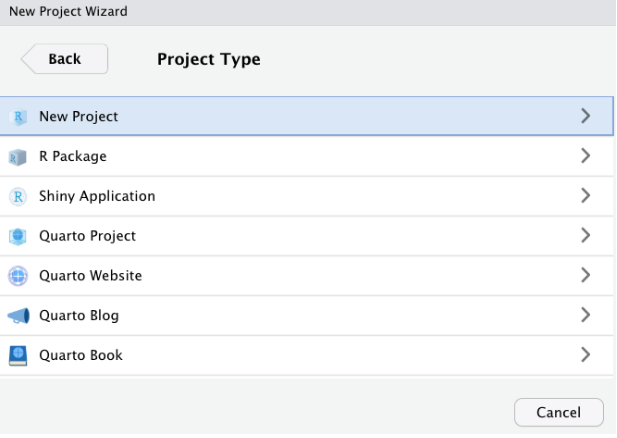 New Project Wizard
Back
Project Type
New Project
R Package
Shiny Application
Quarto Project
Quarto Website
Quarto Blog
Quarto Book
Cancel